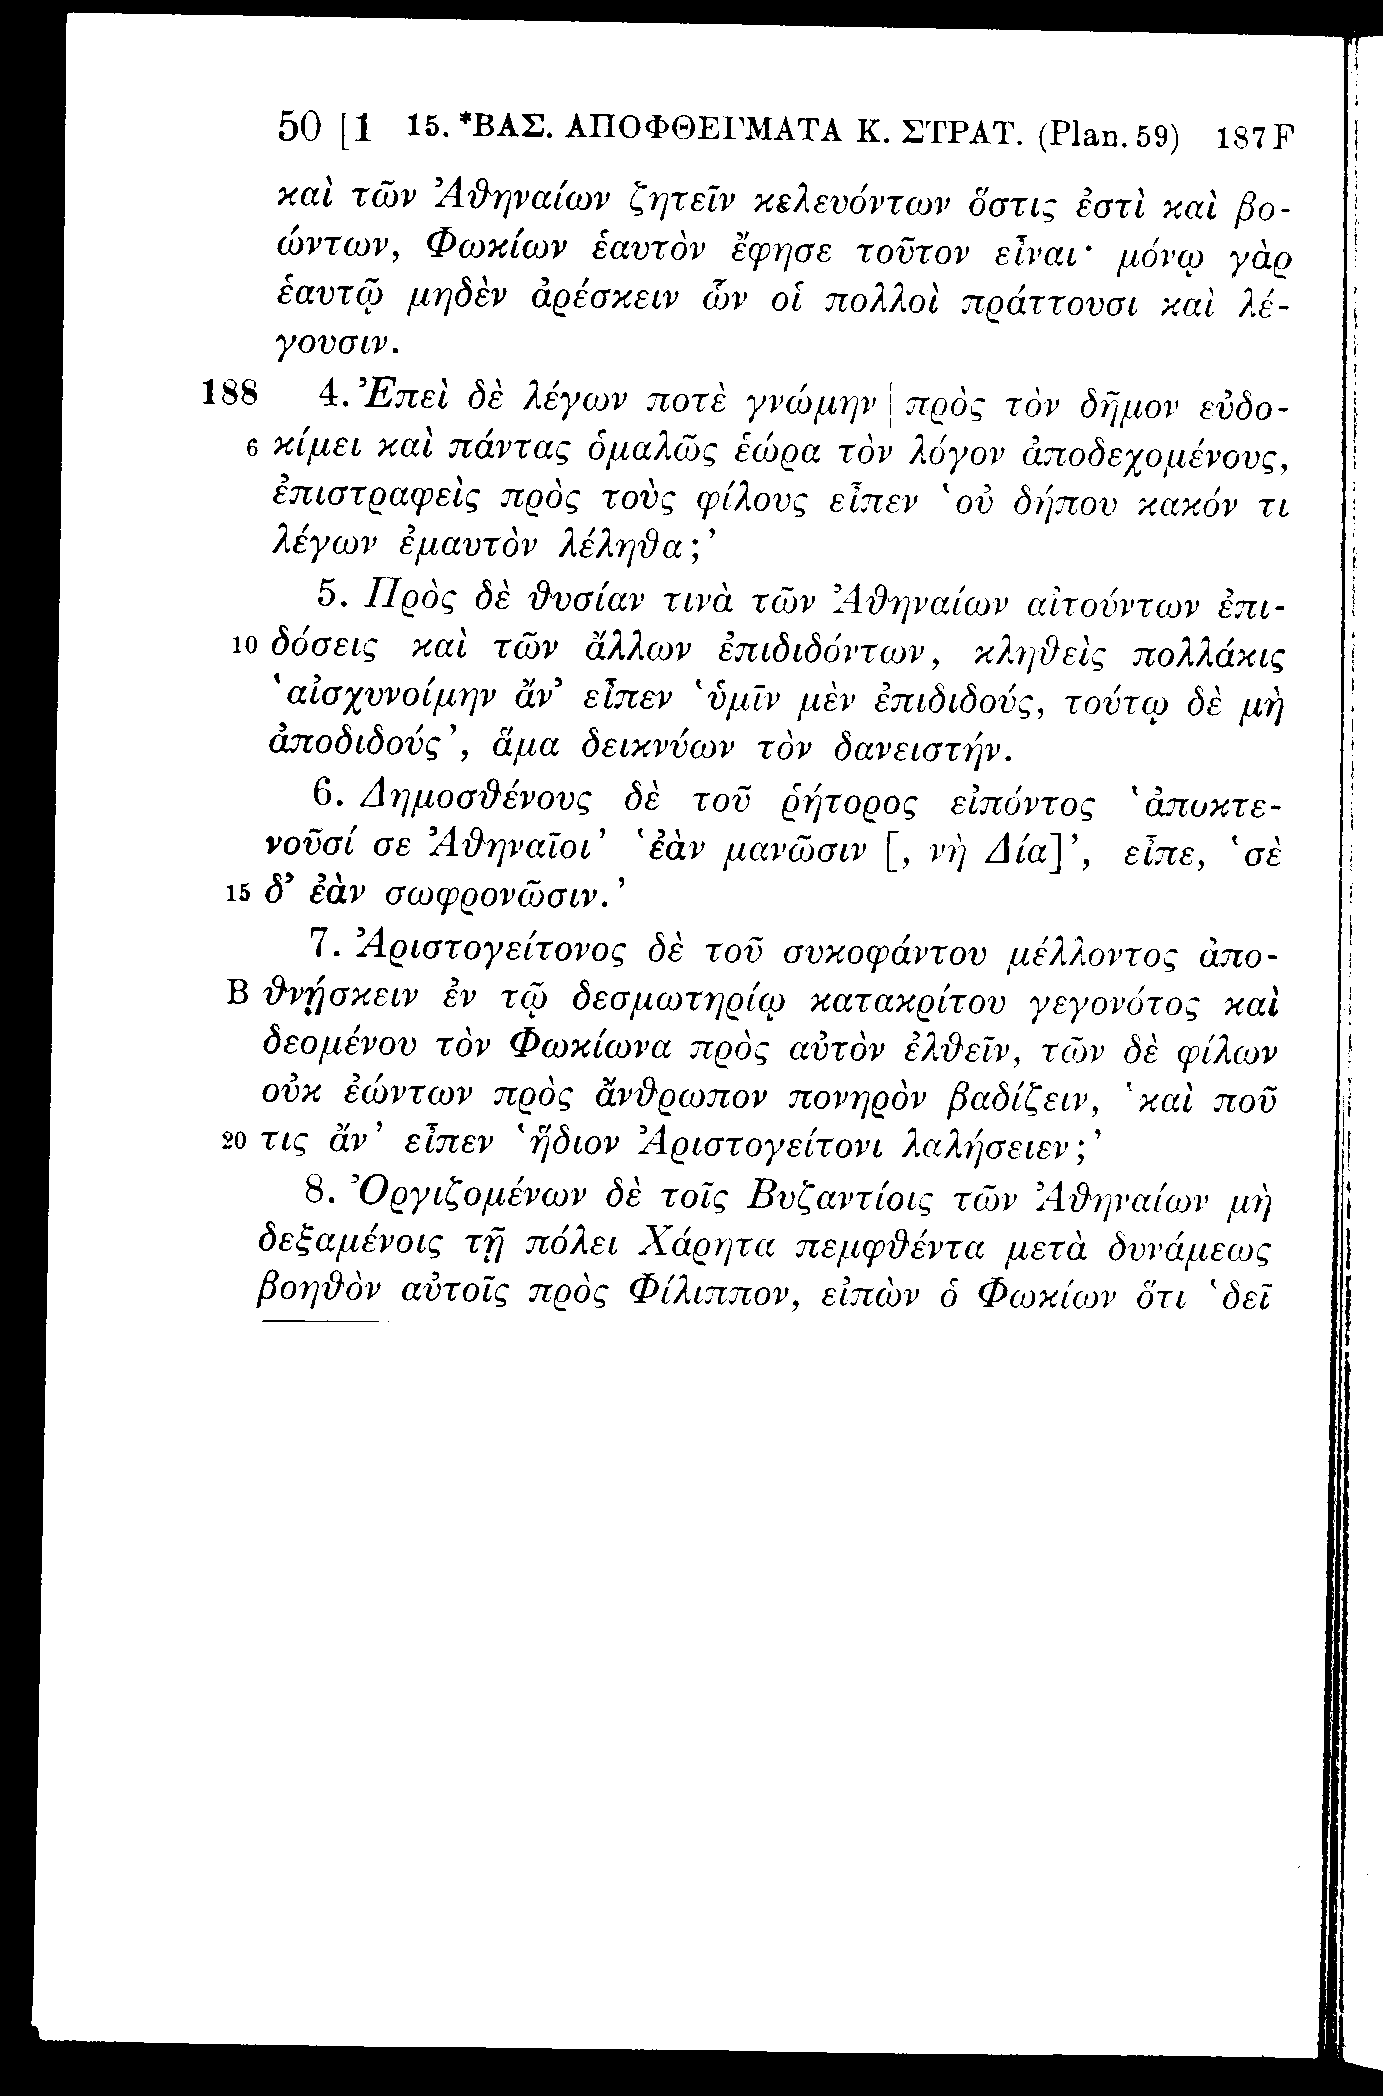 50 [1 15. *ΒΑΣ. ΑΠΟΦΘΕΓΜΑΤΑ Κ. ΣΤΡΑΤ. (Plan. 59) 187 F
καὶ τῶν Ἀθηναίων ζητεῖν κελευόντων ὅστις ἐστὶ καὶ βο-
ώντων, Φωκίων ἑαυτὸν ἔφησε τοῦτον εἶναι· μόνῳ γὰρ
ἑαυτῷ μηδὲν ἀρέσκειν ὧν οἱ πολλοὶ πράττουσι καὶ λέ-
γουσιν.
188 4. Ἐπεὶ δὲ λέγων ποτὲ γνώμην | πρὸς τὸν δῆμον εὐδο-
6 κίμει καὶ πάντας ὁμαλῶς ἑώρα τὸν λόγον ἀποδεχομένους,
ἐπιστραφεὶς πρὸς τοὺς φίλους εἶπεν ‘οὐ δήπου κακόν τι
λέγων ἐμαυτὸν λέληθα;’
5. Πρὸς δὲ θυσίαν τινὰ τῶν Ἀθηναίων αἰτούντων ἐπι-
10 δόσεις καὶ τῶν ἄλλων ἐπιδιδόντων, κληθεὶς πολλάκις
‘αἰσχυνοίμην ἄν’ εἶπεν ‘ὑμῖν μὲν ἐπιδιδούς, τούτῳ δὲ μὴ
ἀποδιδούς’, ἅμα δεικνύων τὸν δανειστήν.
6. Δημοσθένους δὲ τοῦ ῥήτορος εἰπόντος ‘ἀποκτε-
νοῦσί σε Ἀθηναῖοι’ ‘ἐὰν μανῶσιν [, νὴ Δία]’, εἶπε, ‘σὲ
15 δ’ ἐὰν σωφρονῶσιν.’
7. Ἀριστογείτονος δὲ τοῦ συκοφάντου μέλλοντος ἀπο-
B θνῄσκειν ἐν τῷ δεσμωτηρίῳ κατακρίτου γεγονότος καὶ
δεομένου τὸν Φωκίωνα πρὸς αὐτὸν ἐλθεῖν, τῶν δὲ φίλων
οὐκ ἐώντων πρὸς ἄνθρωπον πονηρὸν βαδίζειν, ‘καὶ ποῦ
20 τις ἄν’ εἶπεν ‘ἥδιον Ἀριστογείτονι λαλήσειεν;’
8. Ὀργιζομένων δὲ τοῖς Βυζαντίοις τῶν Ἀθηναίων μὴ
δεξαμένοις τῇ πόλει Χάρητα πεμφθέντα μετὰ δυνάμεως
βοηθὸν αὐτοῖς πρὸς Φίλιππον, εἰπὼν ὁ Φωκίων ὅτι ‘δεῖ